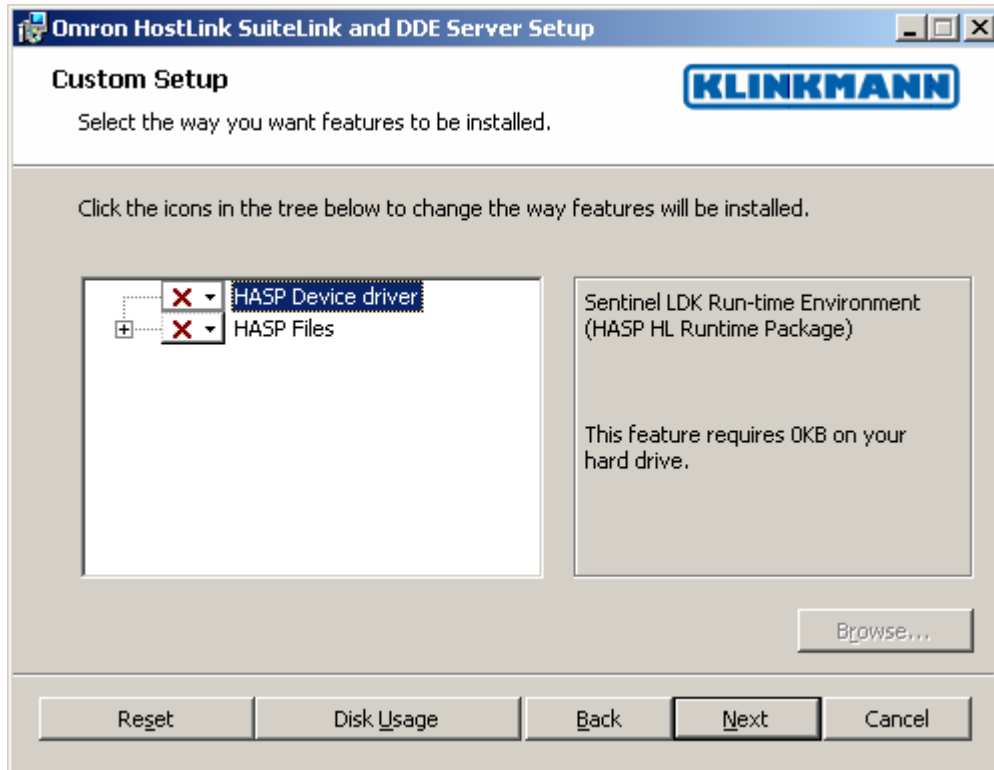 Omron HostLink SuiteLink and DDE Server Setup
Custom Setup
KLINKMANN
Select the way you want features to be installed.
Click the icons in the tree below to change the way features will be installed.
HASP Device driver
HASP Files
Sentinel LDK Run-time Environment
(HASP HL Runtime Package)
This feature requires 0KB on your
hard drive.
Browse...
Reset
Disk Usage
Back
Next
Cancel